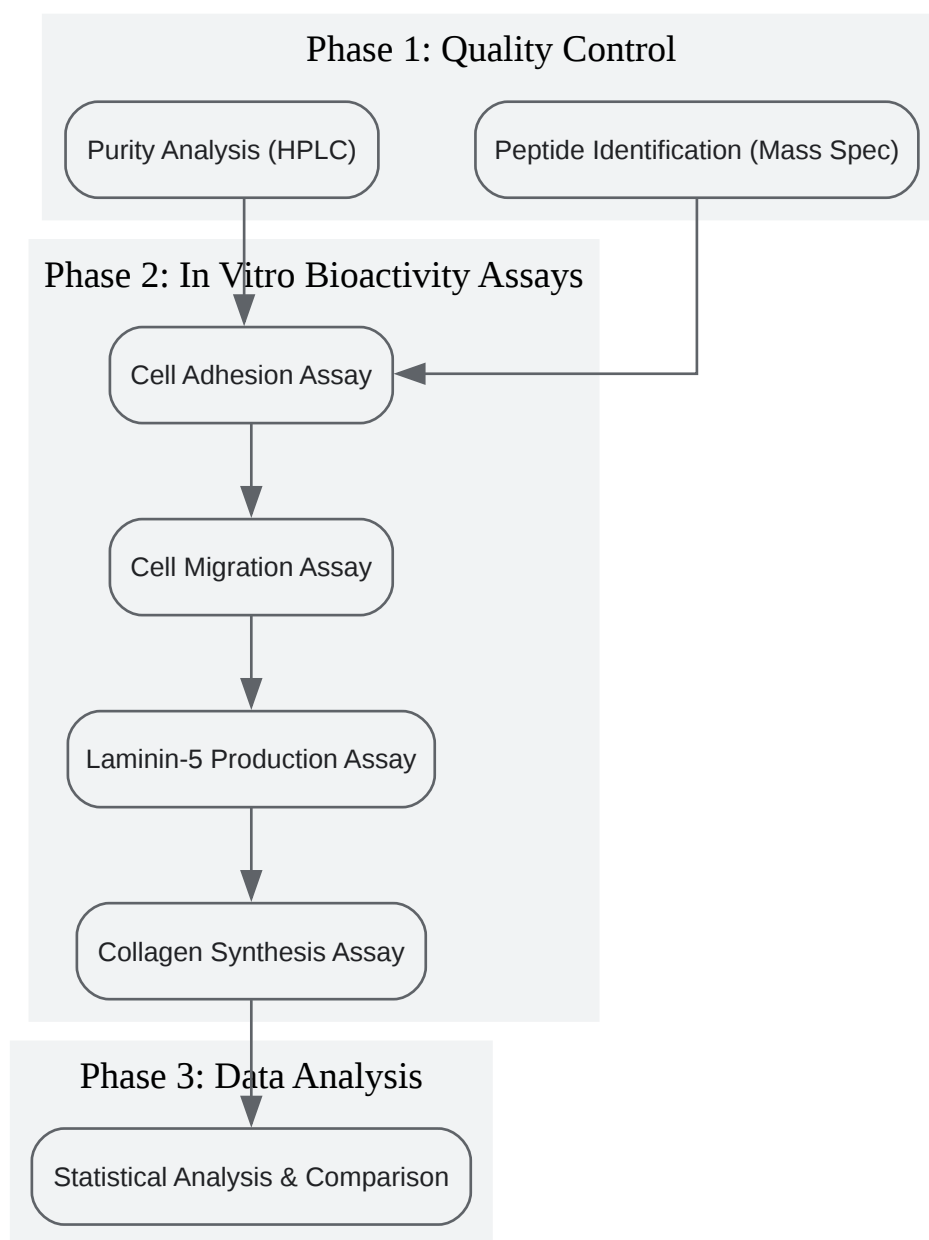 Phase 1: Quality Control
Purity Analysis (HPLC)
Peptide Identification (Mass Spec)
Phase 2: In Vitro Bioactivity Assays
Cell Adhesion Assay
Cell Migration Assay
Laminin-5 Production Assay
Collagen Synthesis Assay
Phase 3: Data Analysis
Statistical Analysis & Comparison